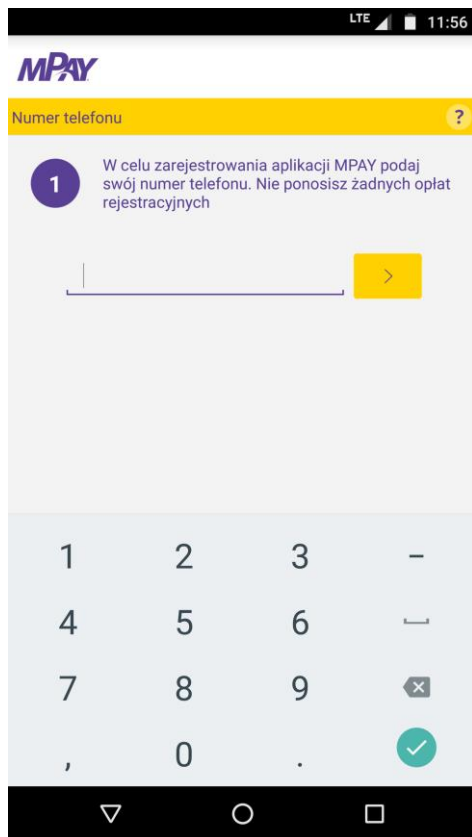 LTE 11:56
MPAY
Numer telefonu ?
1
W celu zarejestrowania aplikacji MPAY podaj
swój numer telefonu. Nie ponosisz żadnych opłat
rejestracyjnych
>
1 2 3 –
4 5 6
7 8 9
, 0 .